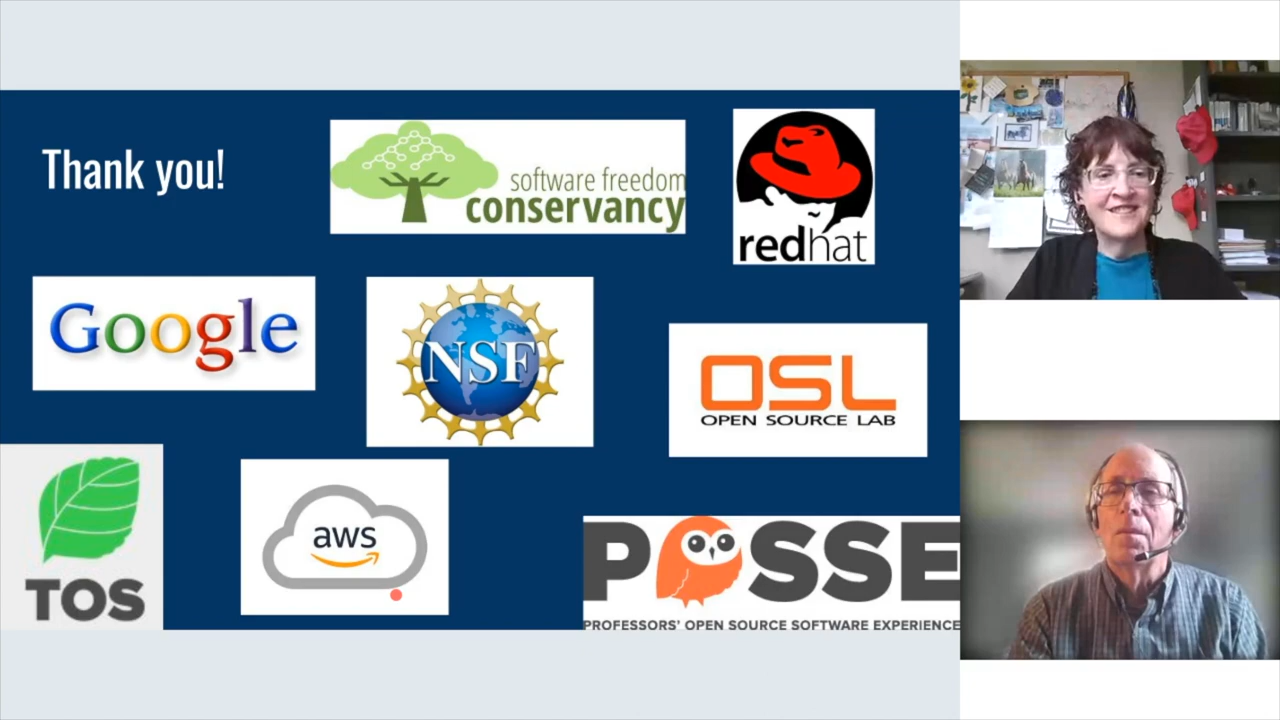 Thank you!
software freedom
conservancy
redhat
Google
NSF
OSL
OPEN SOURCE LAB
TOS
aws
POSSE
PROFESSORS' OPEN SOURCE SOFTWARE EXPERIENCE